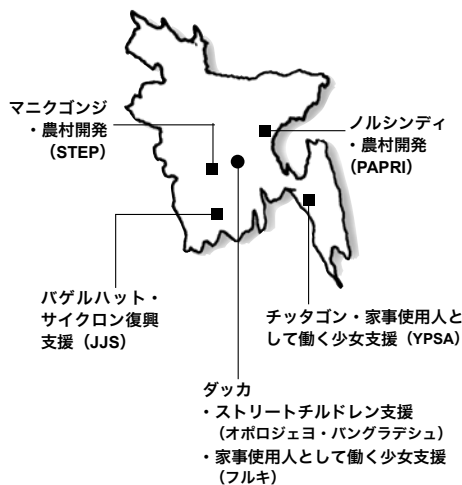 マニクゴンジ
・農村開発
（STEP）
ノルシンディ
・農村開発
（PAPRI）
バゲルハット・
サイクロン復興
支援（JJS）
チッタゴン・家事使用人と
して働く少女支援（YPSA）
ダッカ
・ストリートチルドレン支援
（オポロジェヨ・バングラデシュ）
・家事使用人として働く少女支援
（フルキ）